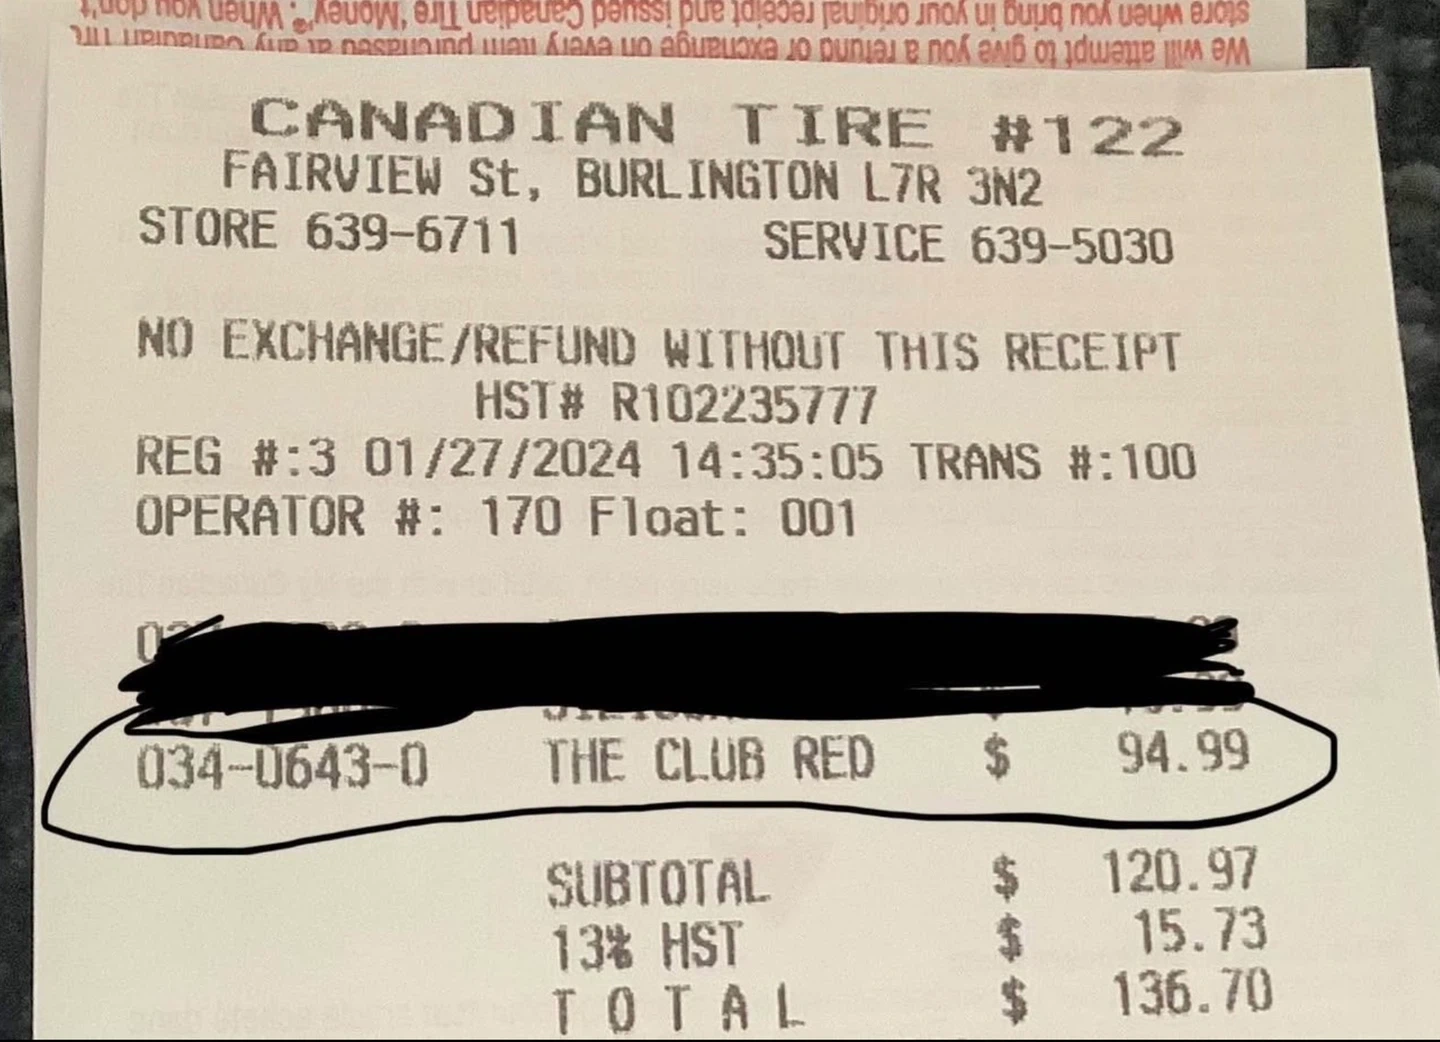 store when you bring in your original receipt and issued Canadian Tire 'Money'®. When you don't,
We will attempt to give you a refund or exchange on every item purchased at any Canadian Tire
CANADIAN TIRE #122
FAIRVIEW St, BURLINGTON L7R 3N2
STORE 639-6711 SERVICE 639-5030
NO EXCHANGE/REFUND WITHOUT THIS RECEIPT
HST# R102235777
REG #:3 01/27/2024 14:35:05 TRANS #:100
OPERATOR #: 170 Float: 001
034-0643-0 THE CLUB RED $ 94.99
SUBTOTAL $ 120.97
13% HST $ 15.73
T O T A L $ 136.70